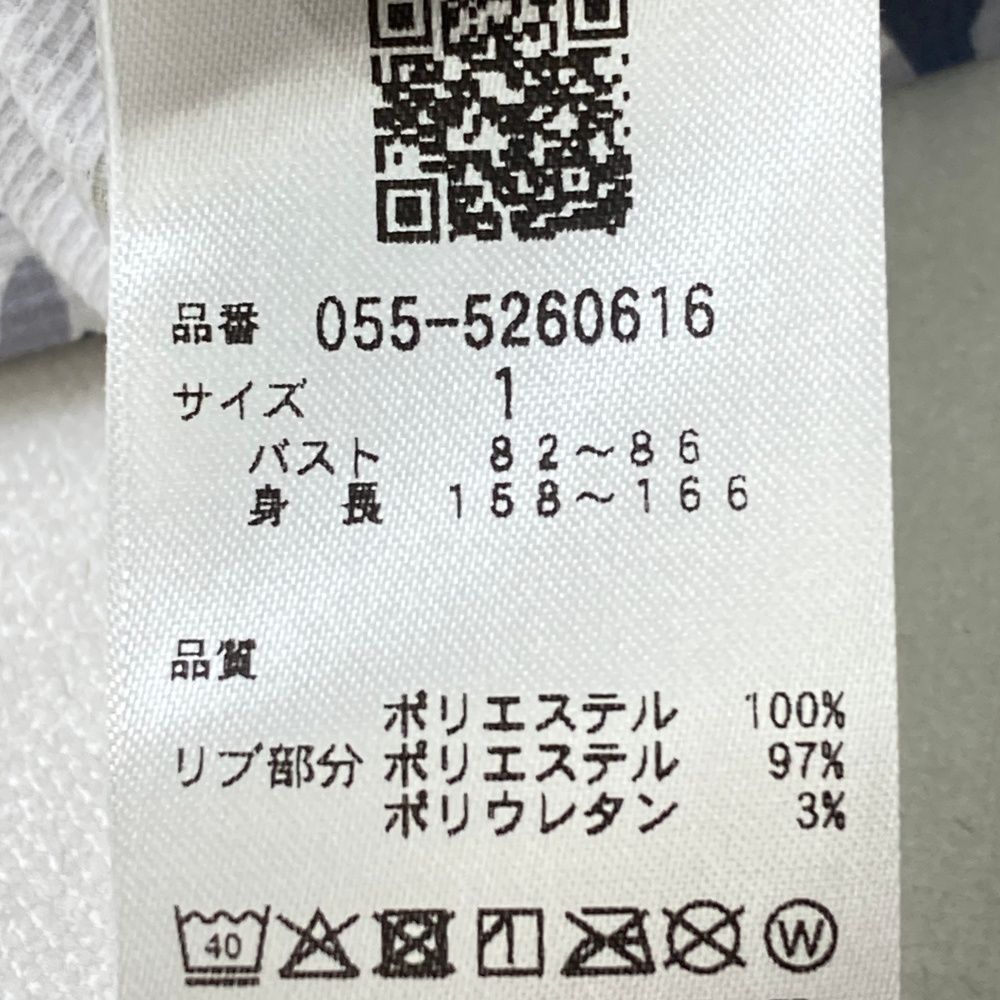 品番 055-5260616
サイズ 1
バスト 82～86
身長 158～166
品質
ポリエステル 100%
リブ部分 ポリエステル 97%
ポリウレタン 3%
40 W